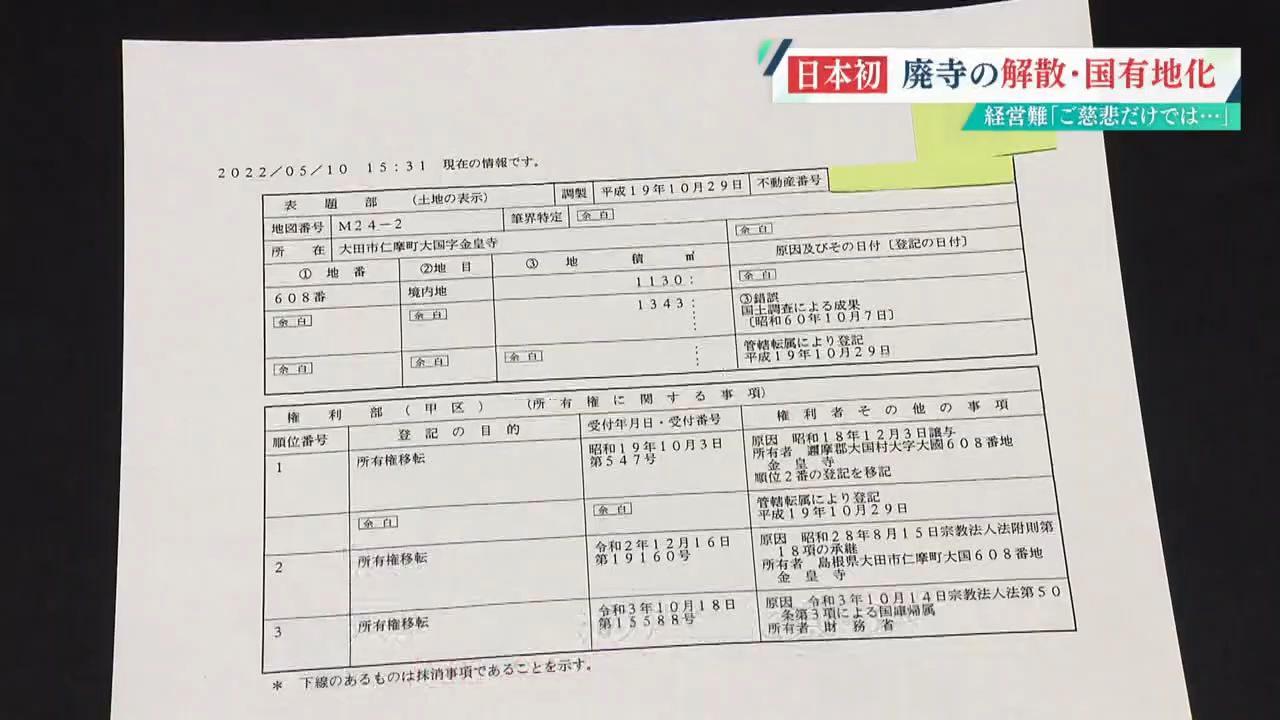 日本初 廃寺の解散・国有地化
経営難「ご慈悲だけでは…」
２０２２／０５／１０　１５：３１　現在の情報です。
表　題　部　（土地の表示）　調製　平成１９年１０月２９日　不動産番号
地図番号　Ｍ２４－２　筆界特定　余　白
所　在　大田市仁摩町大国字金皇寺　余　白
①　地　番　②地　目　③　地　積　㎡　原因及びその日付〔登記の日付〕
６０８番　境内地　１１３０：　余　白
余　白　余　白　１３４３：　③錯誤
国土調査による成果
〔昭和６０年１０月７日〕
余　白　余　白　余　白　管轄転属により登記
平成１９年１０月２９日
権　利　部　（　甲　区　）　（所　有　権　に　関　す　る　事　項）
順位番号　登　記　の　目　的　受付年月日・受付番号　権　利　者　そ　の　他　の　事　項
１　所有権移転　昭和１９年１０月３日　原因　昭和１８年１２月３日譲与
第５４７号　所有者　邇摩郡大国村大字大國６０８番地
金　皇　寺
順位２番の登記を移記
余　白　余　白　管轄転属により登記
平成１９年１０月２９日
２　所有権移転　令和２年１２月１６日　原因　昭和２８年８月１５日宗教法人法附則第
第１９１６０号　１８項の承継
所有者　島根県大田市仁摩町大国６０８番地
金　皇　寺
３　所有権移転　令和３年１０月１８日　原因　令和３年１０月１４日宗教法人法第５０
第１５５８８号　条第３項による国庫帰属
所有者　財　務　省
＊　下線のあるものは抹消事項であることを示す。